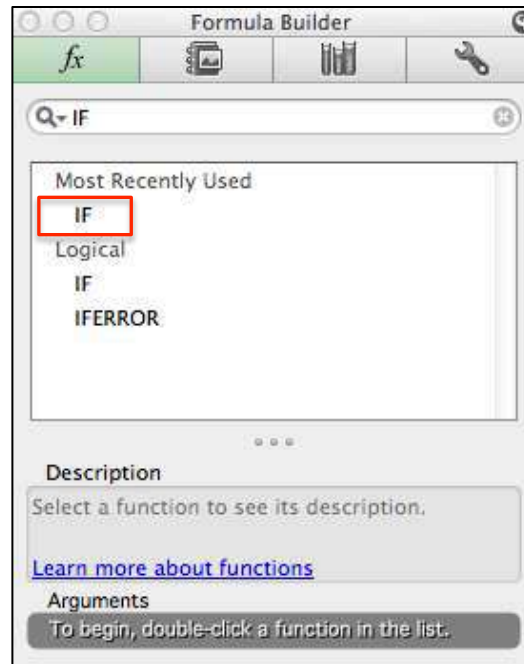 Formula Builder
fx
IF
Most Recently Used
IF
Logical
IF
IFERROR
Description
Select a function to see its description.
Learn more about functions
Arguments
To begin, double-click a function in the list.